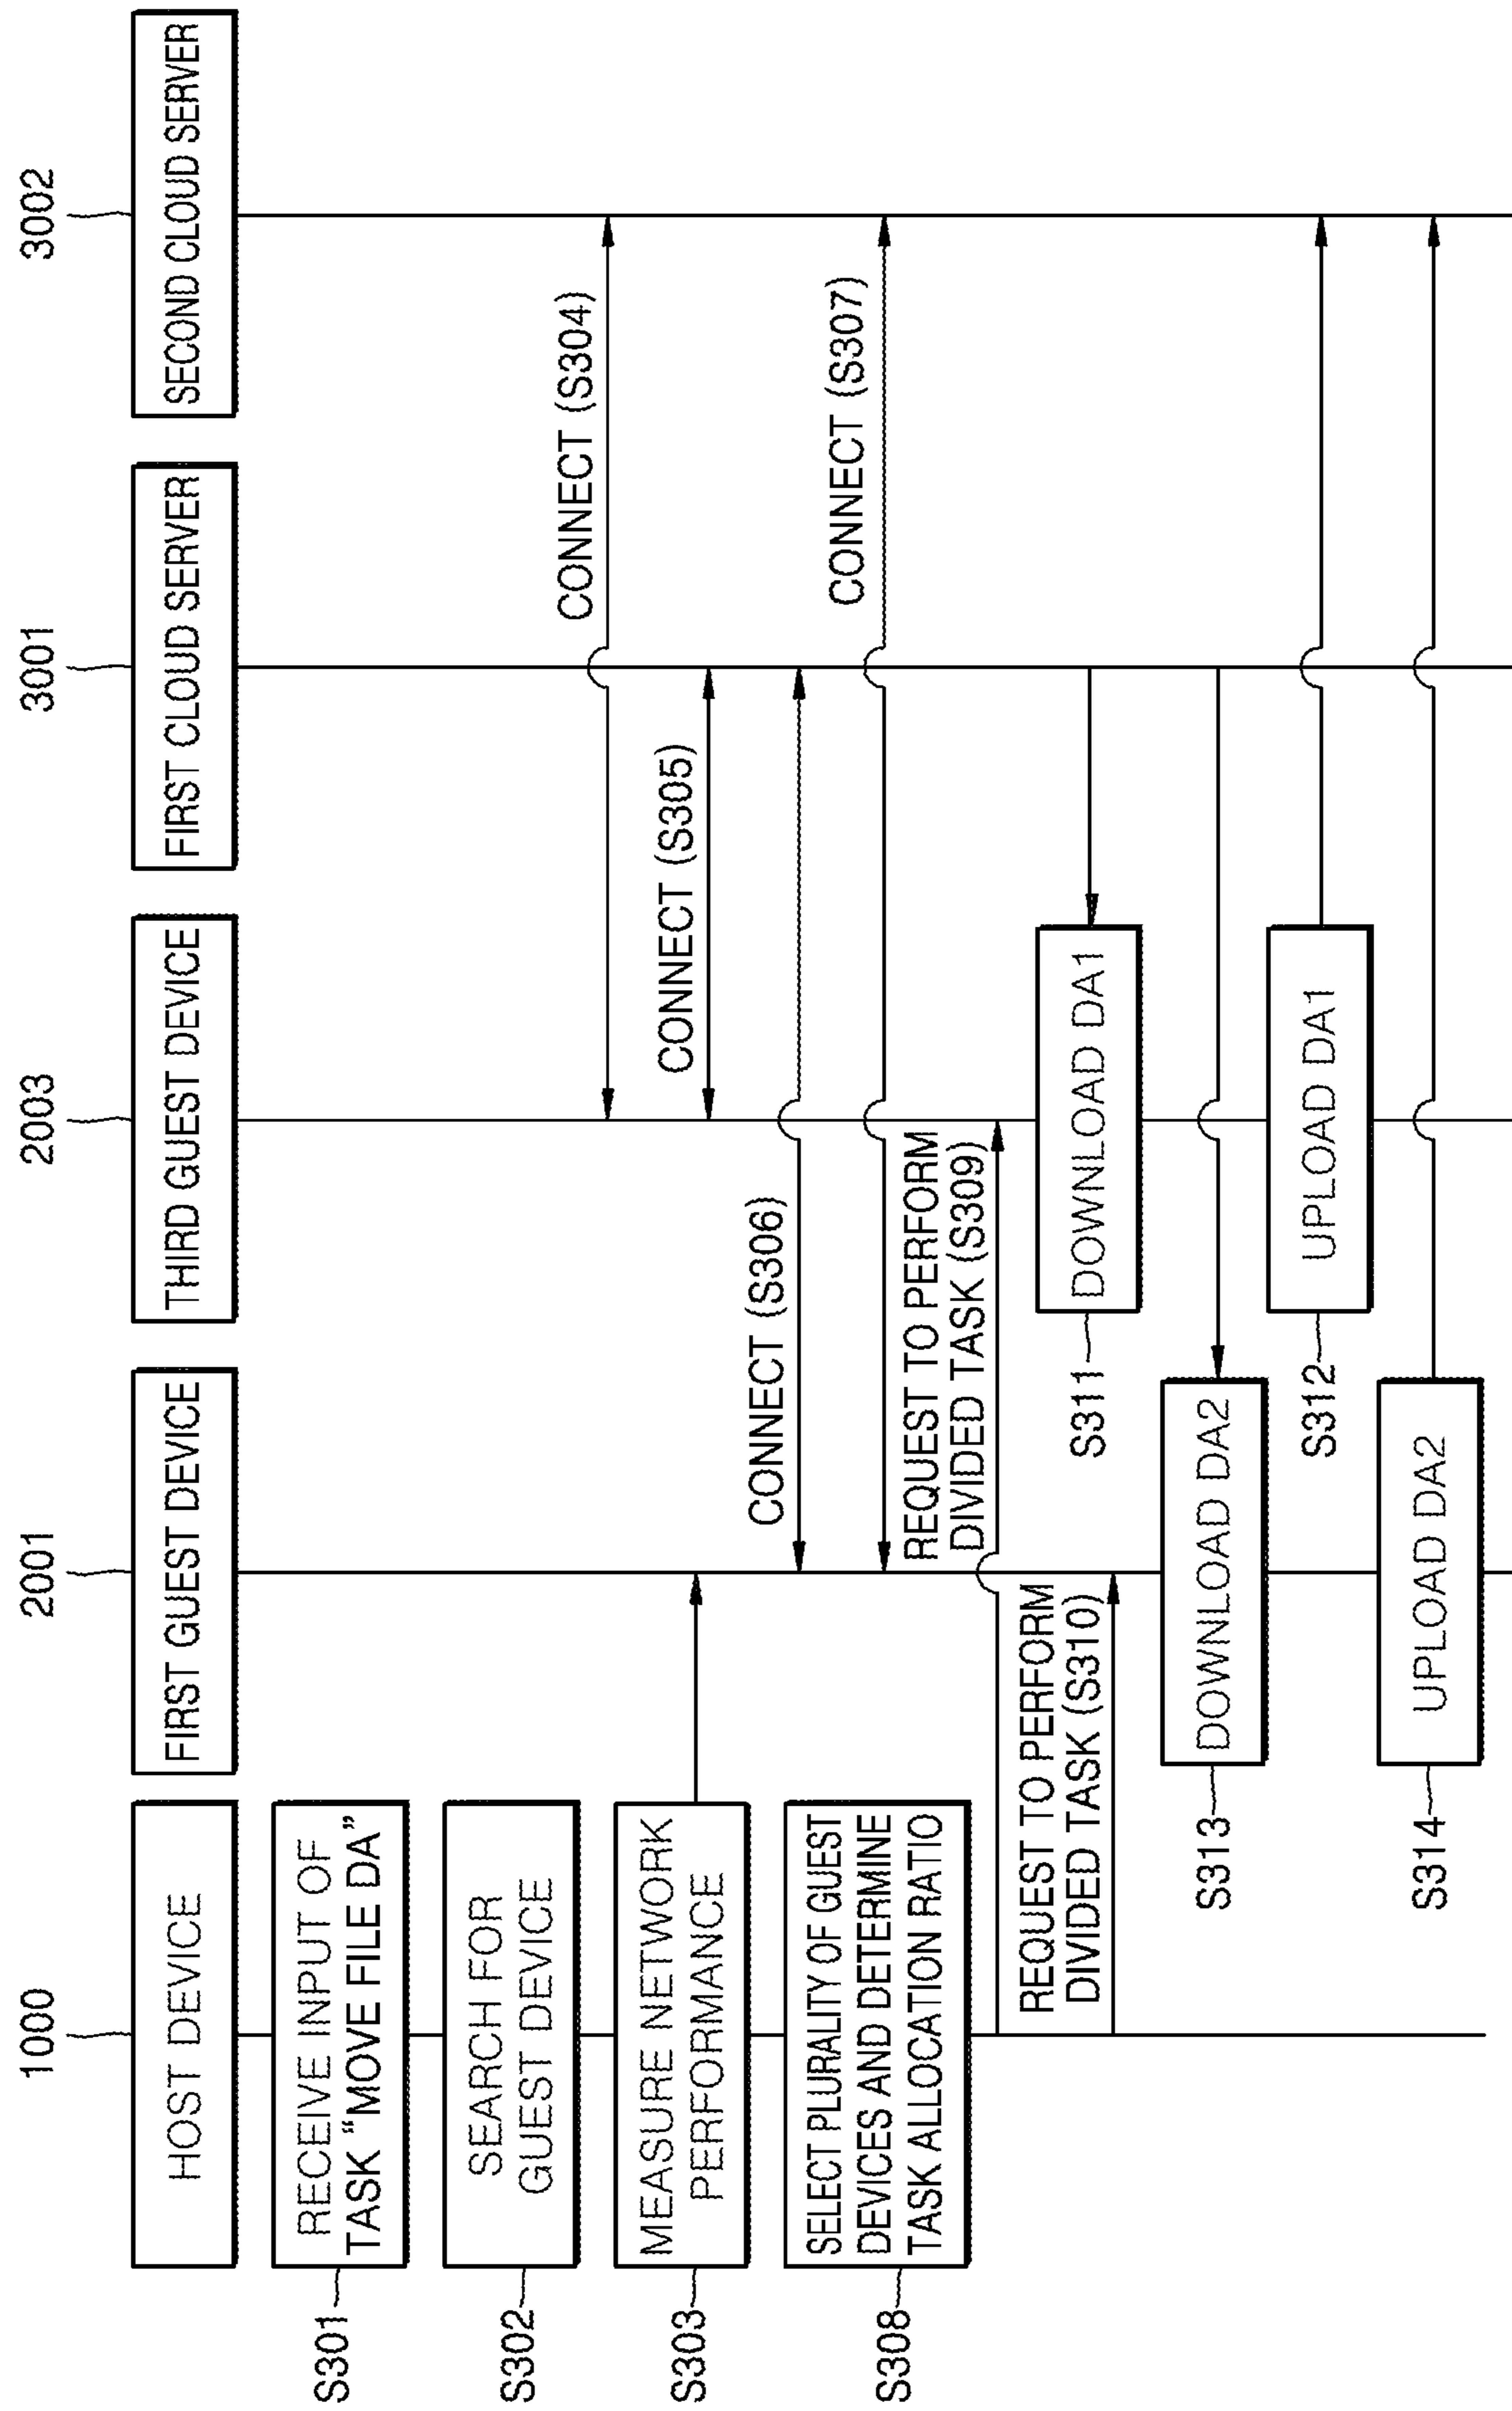 1000
2001
2003
3001
3002
HOST DEVICE
FIRST GUEST DEVICE
THIRD GUEST DEVICE
FIRST CLOUD SERVER
SECOND CLOUD SERVER
S301
RECEIVE INPUT OF
TASK “MOVE FILE DA”
S302
SEARCH FOR
GUEST DEVICE
CONNECT (S304)
S303
MEASURE NETWORK
PERFORMANCE
CONNECT (S305)
CONNECT (S306)
CONNECT (S307)
S308
SELECT PLURALITY OF GUEST
DEVICES AND DETERMINE
TASK ALLOCATION RATIO
REQUEST TO PERFORM
DIVIDED TASK (S309)
REQUEST TO PERFORM
DIVIDED TASK (S310)
S311
DOWNLOAD DA1
S313
DOWNLOAD DA2
S312
UPLOAD DA1
S314
UPLOAD DA2